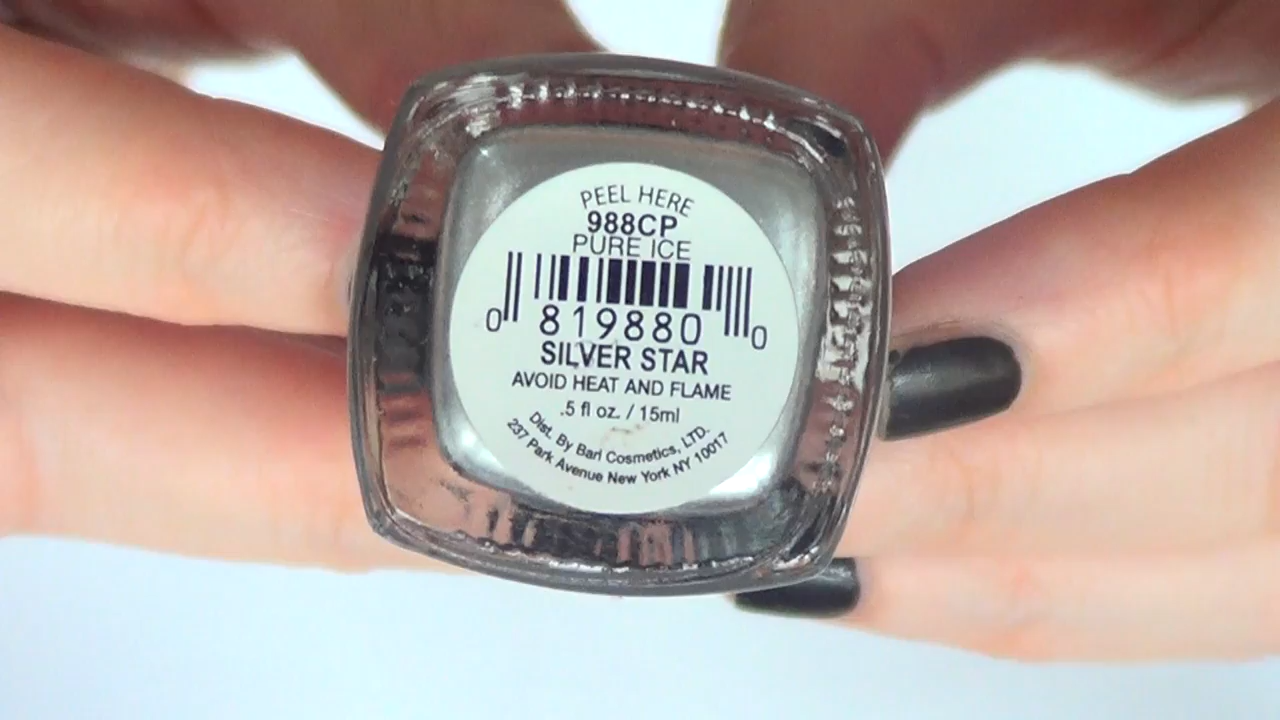 PEEL HERE
988CP
PURE ICE
0 819880 0
SILVER STAR
AVOID HEAT AND FLAME
.5 fl oz. / 15ml
Dist. By Bari Cosmetics, LTD.
237 Park Avenue New York NY 10017